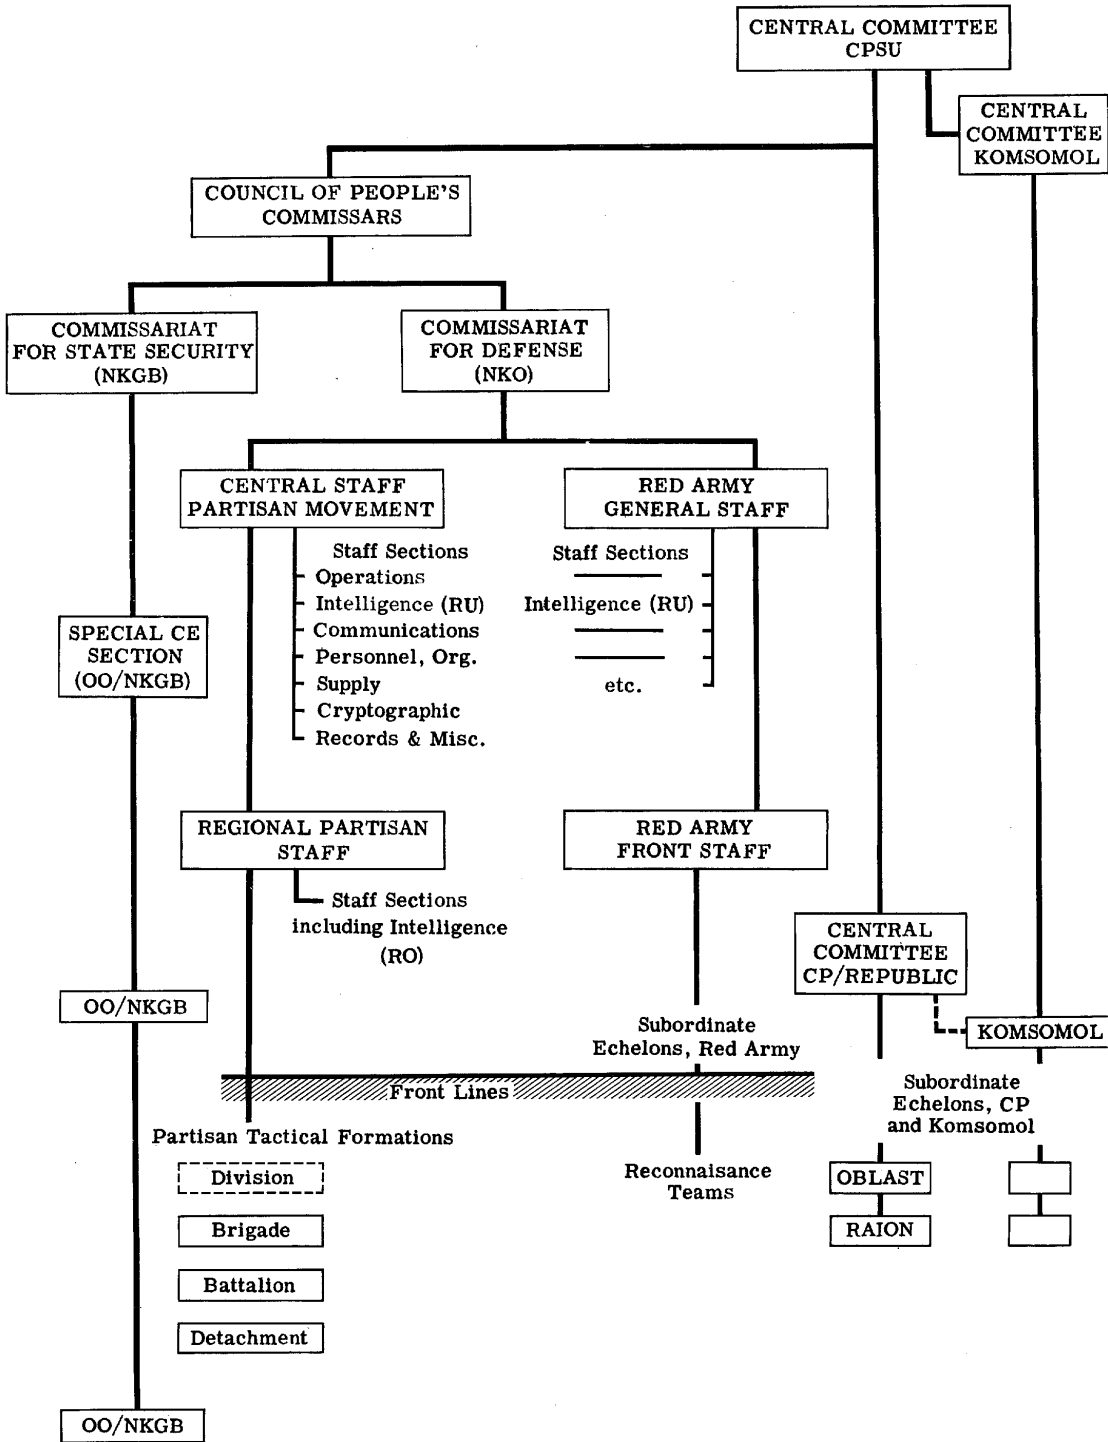 CENTRAL COMMITTEE
CPSU
CENTRAL
COMMITTEE
KOMSOMOL
COUNCIL OF PEOPLE'S
COMMISSARS
COMMISSARIAT
FOR STATE SECURITY
(NKGB)
COMMISSARIAT
FOR DEFENSE
(NKO)
CENTRAL STAFF
PARTISAN MOVEMENT
RED ARMY
GENERAL STAFF
Staff Sections
Operations
Intelligence (RU)
Communications
Personnel, Org.
Supply
Cryptographic
Records & Misc.
Staff Sections
Intelligence (RU)
etc.
SPECIAL CE
SECTION
(OO/NKGB)
REGIONAL PARTISAN
STAFF
RED ARMY
FRONT STAFF
Staff Sections
including Intelligence
(RO)
CENTRAL
COMMITTEE
CP/REPUBLIC
OO/NKGB
KOMSOMOL
Subordinate
Echelons, Red Army
Front Lines
Subordinate
Echelons, CP
and Komsomol
Partisan Tactical Formations
Division
Brigade
Battalion
Detachment
Reconnaisance
Teams
OBLAST
RAION
OO/NKGB